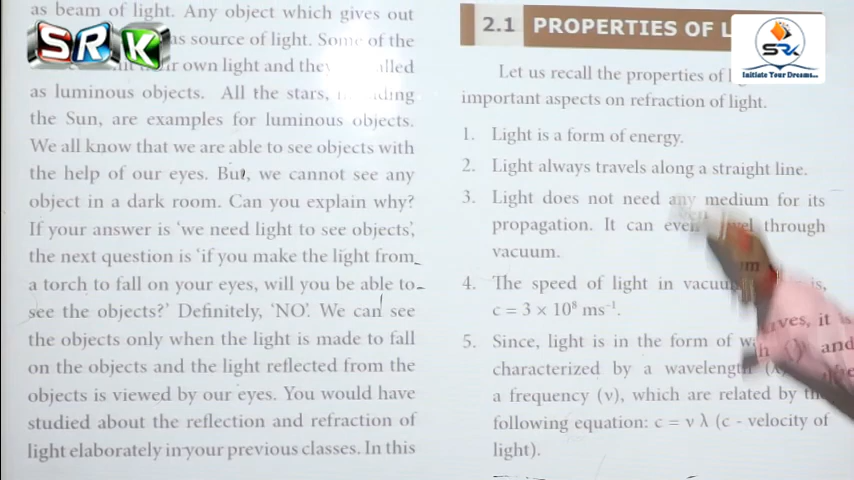 as beam of light. Any object which gives out
as source of light. Some of the
their own light and they called
as luminous objects. All the stars, including
the Sun, are examples for luminous objects.
We all know that we are able to see objects with
the help of our eyes. But, we cannot see any
object in a dark room. Can you explain why?
If your answer is ‘we need light to see objects’,
the next question is ‘if you make the light from
a torch to fall on your eyes, will you be able to
see the objects?’ Definitely, ‘NO’. We can see
the objects only when the light is made to fall
on the objects and the light reflected from the
objects is viewed by our eyes. You would have
studied about the reflection and refraction of
light elaborately in your previous classes. In this
SRK
2.1 PROPERTIES OF
SRK
Initiate Your Dreams..
Let us recall the properties of
important aspects on refraction of light.
1. Light is a form of energy.
2. Light always travels along a straight line.
3. Light does not need any medium for its
propagation. It can even travel through
vacuum.
4. The speed of light in vacuum is,
c = 3 × 10⁸ ms⁻¹.
5. Since, light is in the form of
characterized by a wavelength
a frequency (ν), which are related by the
following equation: c = ν λ (c - velocity of
light).